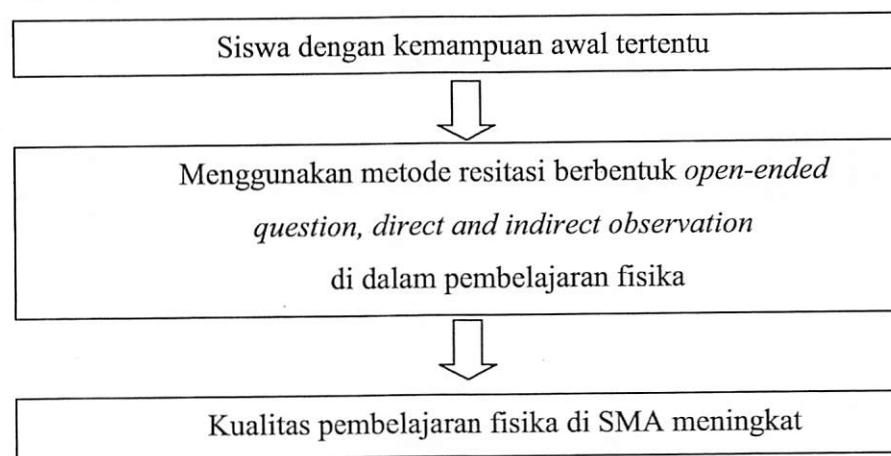 Siswa dengan kemampuan awal tertentu
Menggunakan metode resitasi berbentuk open-ended
question, direct and indirect observation
di dalam pembelajaran fisika
Kualitas pembelajaran fisika di SMA meningkat